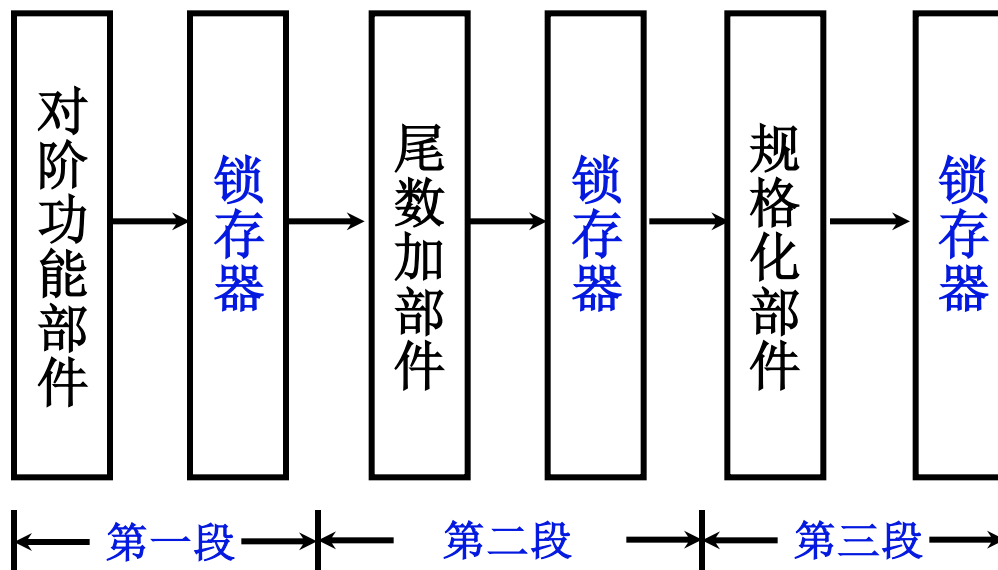 对阶功能部件
锁存器
尾数加部件
锁存器
规格化部件
锁存器
第一段
第二段
第三段